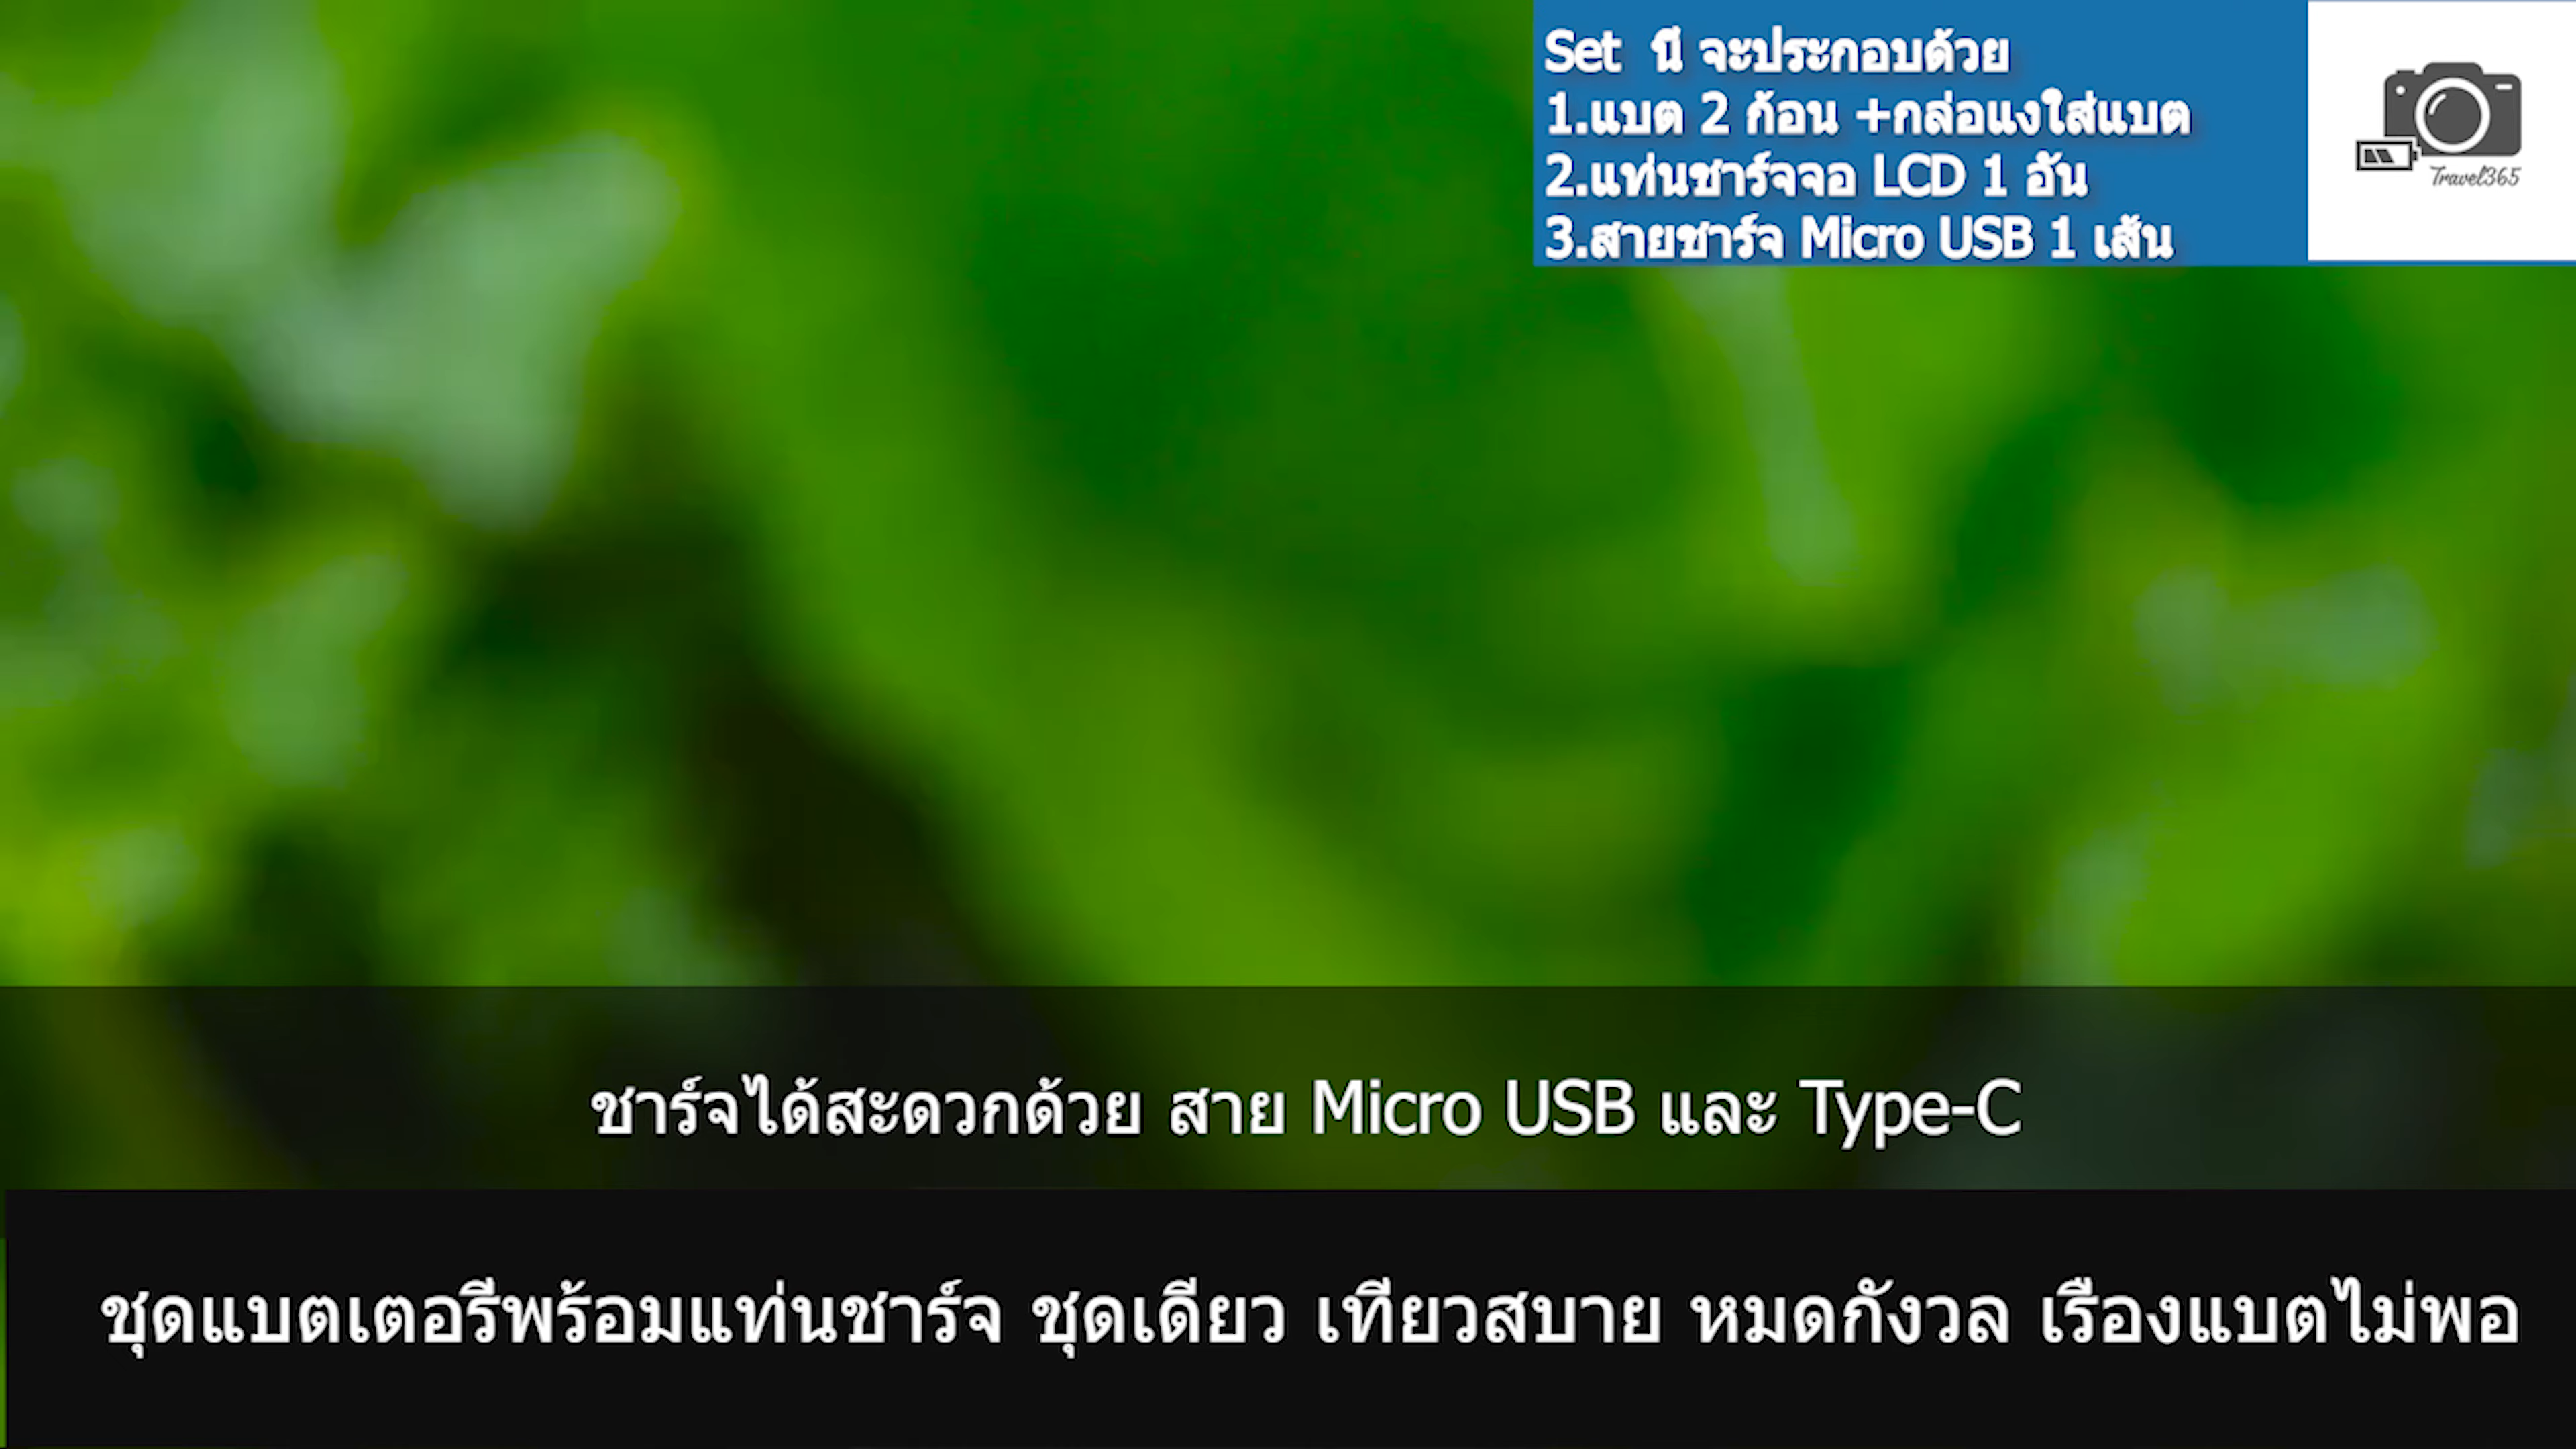 Set นี้ จะประกอบด้วย
1.แบต 2 ก้อน +กล่อแงใส่แบต
2.แท่นชาร์จจอ LCD 1 อัน
3.สายชาร์จ Micro USB 1 เส้น
Travel365
ชาร์จได้สะดวกด้วย สาย Micro USB และ Type-C
ชุดแบตเตอรี่พร้อมแท่นชาร์จ ชุดเดียว เที่ยวสบาย หมดกังวล เรื่องแบตไม่พอ